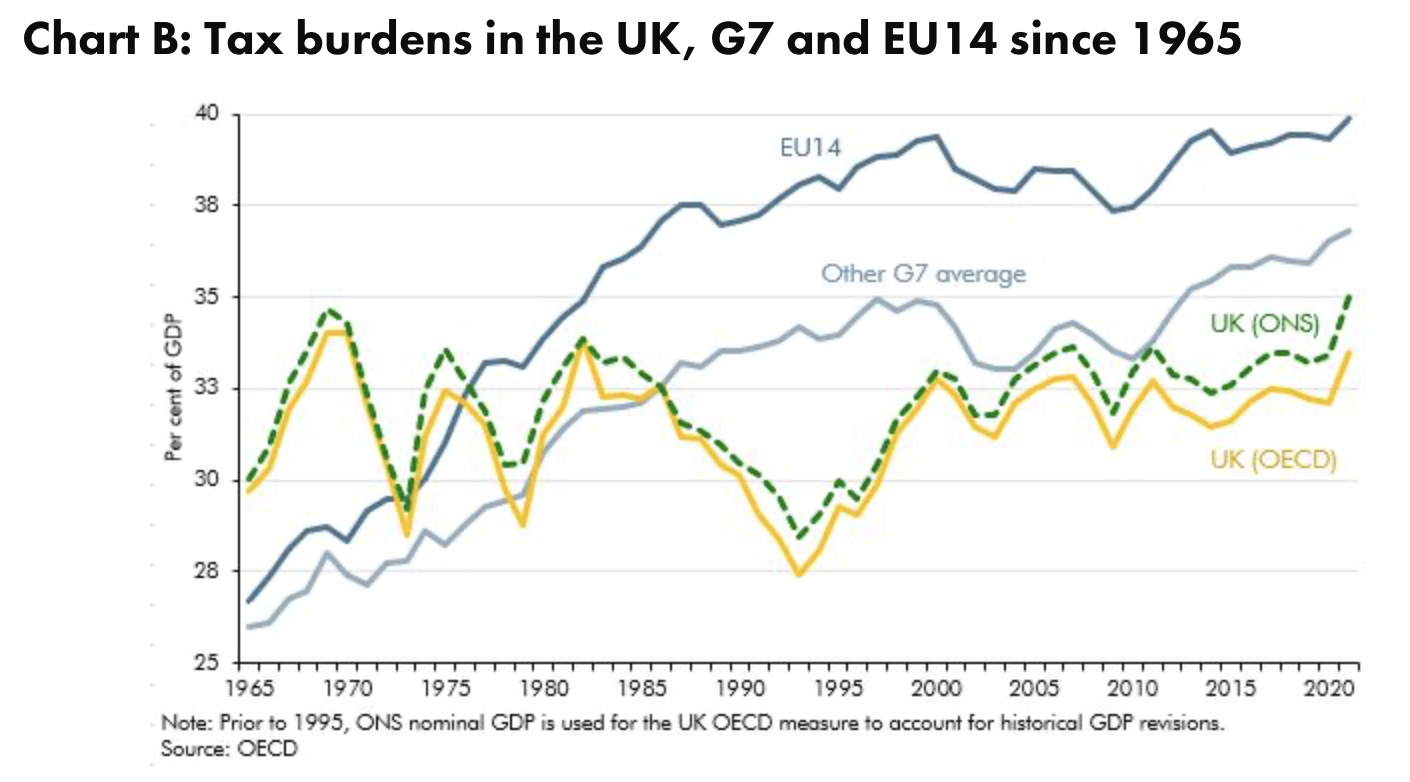 Chart B: Tax burdens in the UK, G7 and EU14 since 1965
40
38
35
33
30
28
25
Per cent of GDP
EU14
Other G7 average
UK (ONS)
UK (OECD)
1965 1970 1975 1980 1985 1990 1995 2000 2005 2010 2015 2020
Note: Prior to 1995, ONS nominal GDP is used for the UK OECD measure to account for historical GDP revisions.
Source: OECD